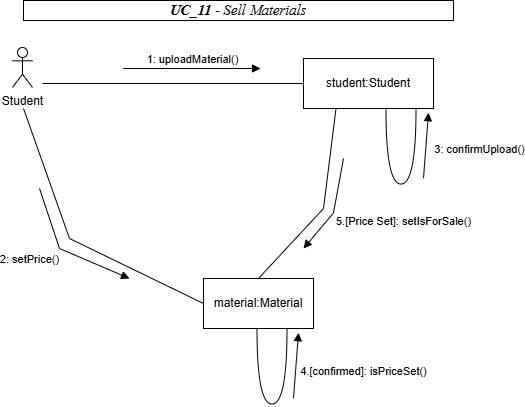 UC_11 - Sell Materials
1: uploadMaterial()
student:Student
Student
3: confirmUpload()
5.[Price Set]: setIsForSale()
2: setPrice()
material:Material
4.[confirmed]: isPriceSet()